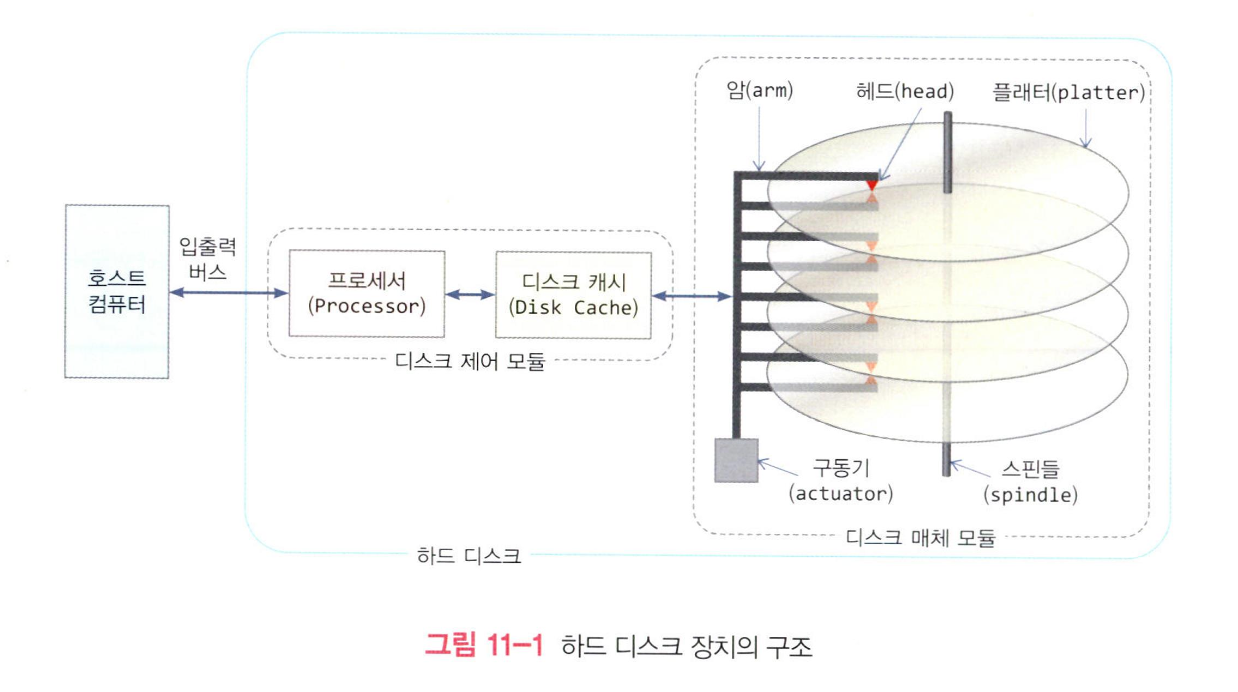 암(arm)
헤드(head)
플래터(platter)
호스트
컴퓨터
입출력
버스
프로세서
(Processor)
디스크 캐시
(Disk Cache)
디스크 제어 모듈
구동기
(actuator)
스핀들
(spindle)
디스크 매체 모듈
하드 디스크
그림 11-1 하드 디스크 장치의 구조